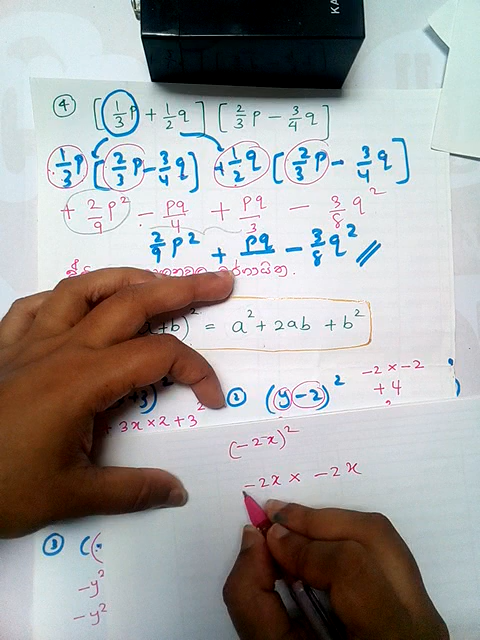 KA
④ [1/3 p + 1/2 q] [2/3 p - 3/4 q]
1/3 p [2/3 p - 3/4 q] + 1/2 q [2/3 p - 3/4 q]
+ 2/9 p² - pq/4 + pq/3 - 3/8 q²
2/9 p² + pq - 3/8 q² //
+b)² = a² + 2ab + b²
+3)²
② (y-2)²
-2 × -2
+4
+ 3x × 2 + 3²
(-2x)²
-2x × -2x
③ (
-y²
-y²